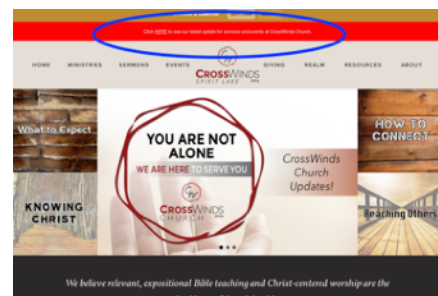 Click HERE to see our latest update for services and events at CrossWinds Church.
HOME MINISTRIES SERMONS EVENTS GIVING REALM RESOURCES ABOUT
CROSSWINDS
SPIRIT LAKE
What to Expect
YOU ARE NOT
ALONE
WE ARE HERE TO SERVE YOU
CROSSWINDS
CHURCH
CrossWinds
Church
Updates!
HOW TO
CONNECT
KNOWING
CHRIST
Reaching Others
We believe relevant, expositional Bible teaching and Christ-centered worship are the